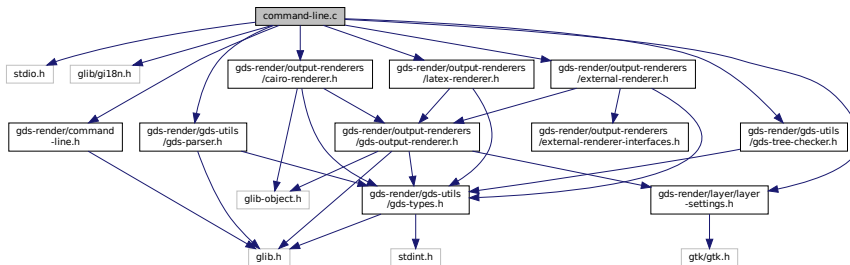 command-line.c
stdio.h
glib/gi18n.h
gds-render/output-renderers
/cairo-renderer.h
gds-render/output-renderers
/latex-renderer.h
gds-render/output-renderers
/external-renderer.h
gds-render/command
-line.h
gds-render/gds-utils
/gds-parser.h
gds-render/output-renderers
/gds-output-renderer.h
gds-render/output-renderers
/external-renderer-interfaces.h
gds-render/gds-utils
/gds-tree-checker.h
glib-object.h
gds-render/gds-utils
/gds-types.h
gds-render/layer/layer
-settings.h
glib.h
stdint.h
gtk/gtk.h